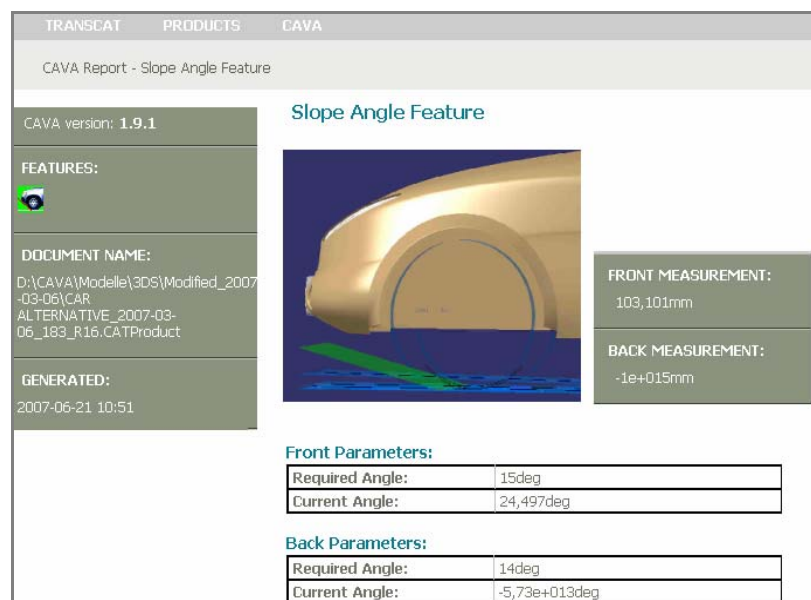 TRANSCAT PRODUCTS CAVA
CAVA Report - Slope Angle Feature
CAVA version: 1.9.1
FEATURES:
DOCUMENT NAME:
D:\CAVA\Modelle\3DS\Modified_2007
-03-06\CAR
ALTERNATIVE_2007-03-
06_183_R16.CATProduct
GENERATED:
2007-06-21 10:51
Slope Angle Feature
FRONT MEASUREMENT:
103,101mm
BACK MEASUREMENT:
-1e+015mm
Front Parameters:
Required Angle: 15deg
Current Angle: 24,497deg
Back Parameters:
Required Angle: 14deg
Current Angle: -5,73e+013deg